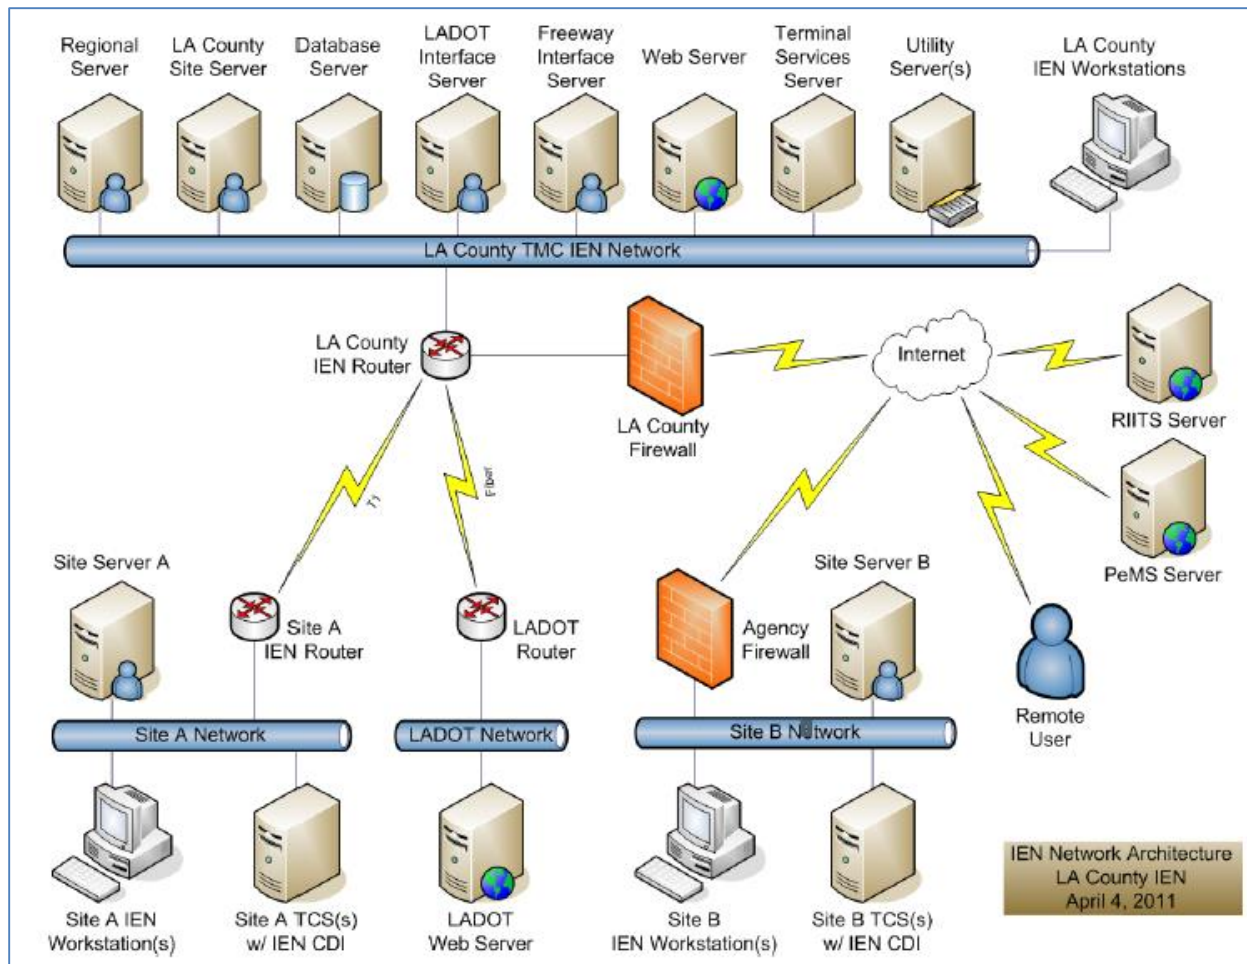 Regional
Server
LA County
Site Server
Database
Server
LADOT
Interface
Server
Freeway
Interface
Server
Web Server
Terminal
Services
Server
Utility
Server(s)
LA County
IEN Workstations
LA County TMC IEN Network
LA County
IEN Router
LA County
Firewall
Internet
RIITS Server
PeMS Server
T1
Fiber
Site Server A
Site A
IEN Router
LADOT
Router
Agency
Firewall
Site Server B
Remote
User
Site A Network
LADOT Network
Site B Network
Site A IEN
Workstation(s)
Site A TCS(s)
w/ IEN CDI
LADOT
Web Server
Site B
IEN Workstation(s)
Site B TCS(s)
w/ IEN CDI
IEN Network Architecture
LA County IEN
April 4, 2011